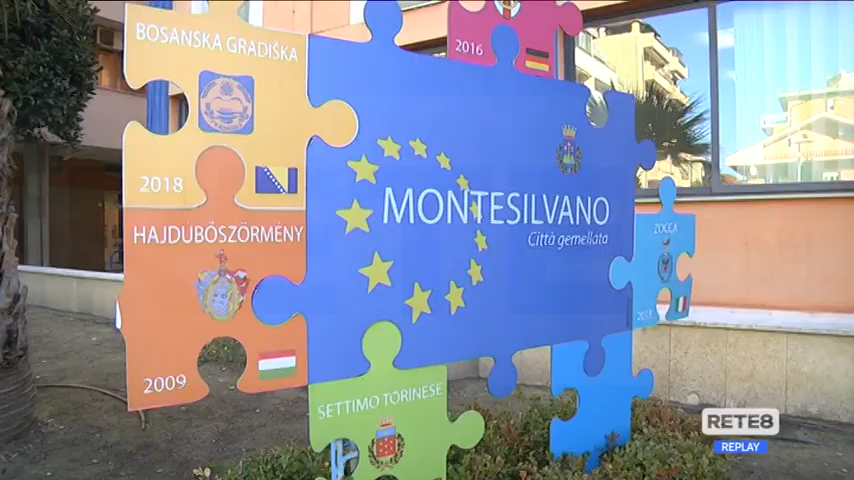 BOSANSKA GRADIŠKA
2018
2016
HAJDUBÖSZÖRMÉNY
2009
MONTESILVANO
Città gemellata
ZOCCA
2018
SETTIMO TORINESE
RETE8
REPLAY